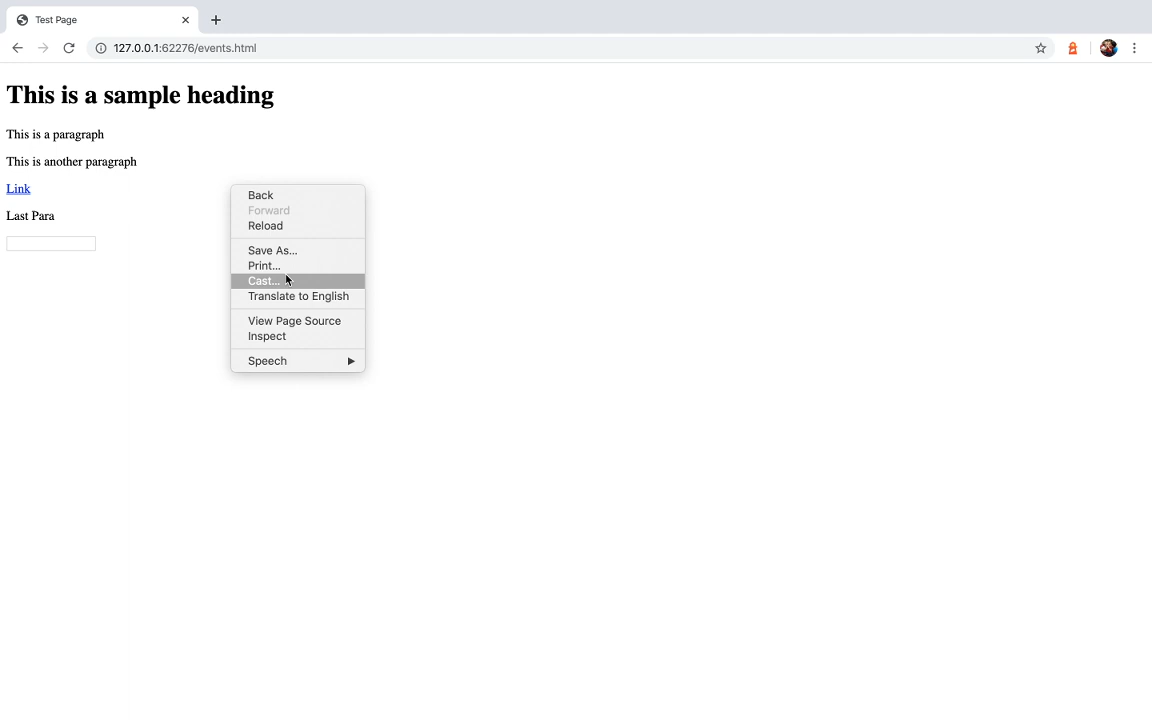 Test Page
127.0.0.1:62276/events.html
This is a sample heading
This is a paragraph
This is another paragraph
Link
Last Para
Back
Forward
Reload
Save As...
Print...
Cast...
Translate to English
View Page Source
Inspect
Speech